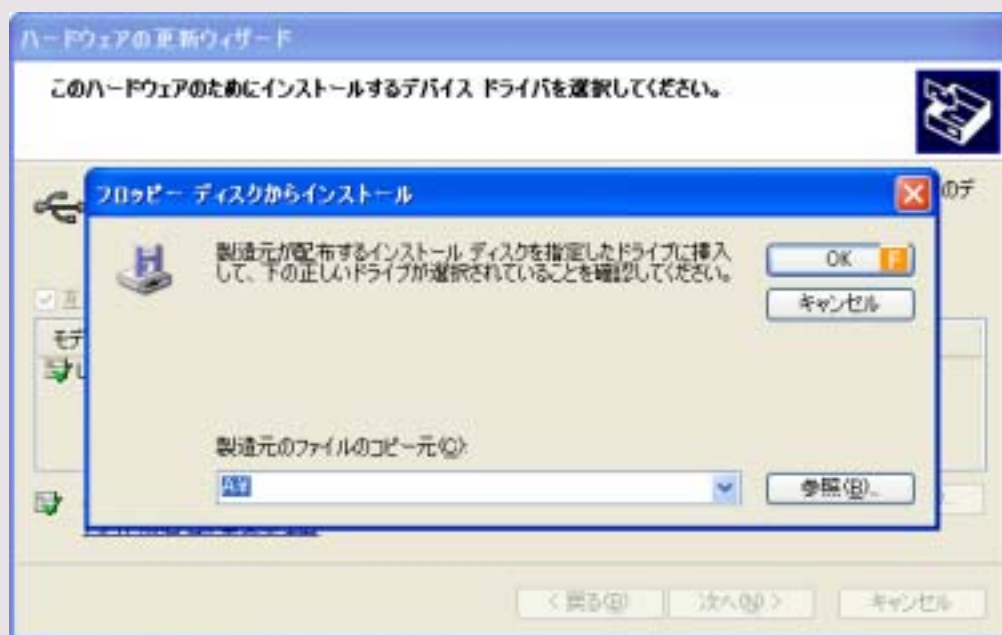 ハードウェアの更新ウィザード
このハードウェアのためにインストールするデバイス ドライバを選択してください。
のデ
フロッピー ディスクからインストール
製造元が配布するインストール ディスクを指定したドライブに挿入
して、下の正しいドライブが選択されていることを確認してください。
OK F
キャンセル
モデ
製造元のファイルのコピー元(C):
A:¥
参照(B)...
< 戻る(B)
次へ(N) >
キャンセル